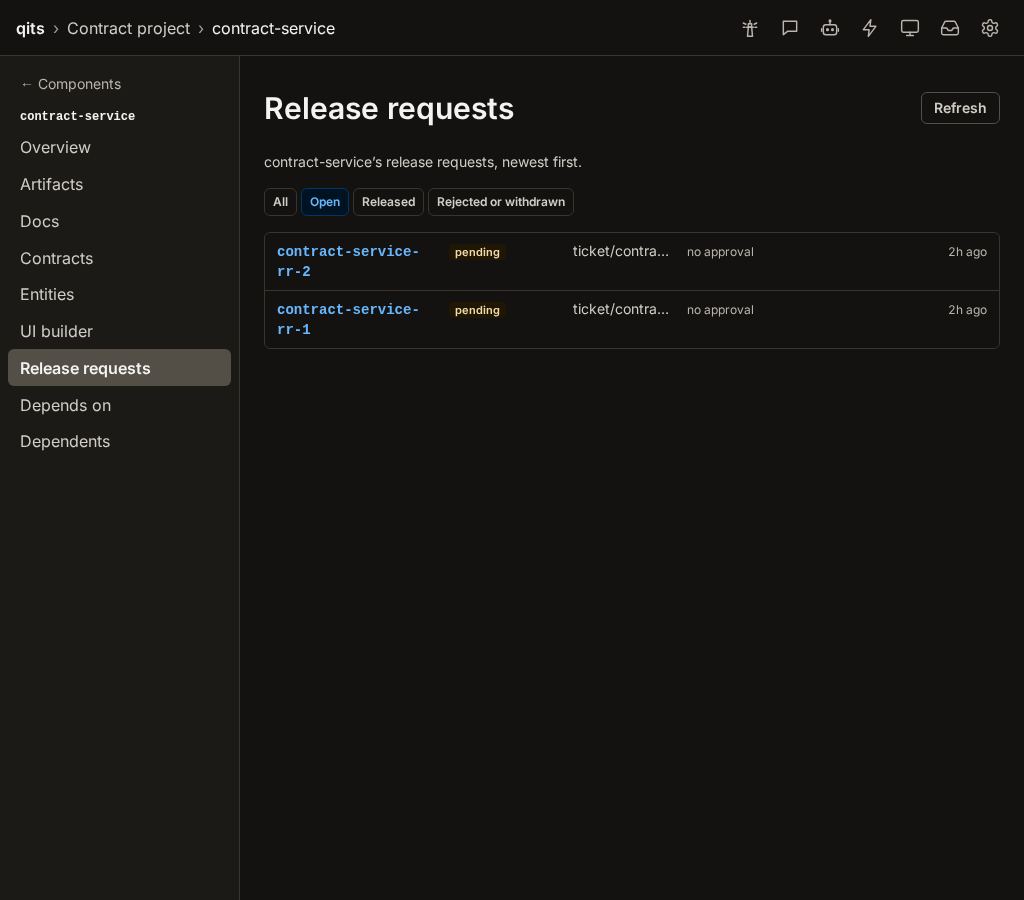 qits › Contract project › contract-service
← Components
contract-service
Overview
Artifacts
Docs
Contracts
Entities
UI builder
Release requests
Depends on
Dependents
Release requests
Refresh
contract-service’s release requests, newest first.
All Open Released Rejected or withdrawn
contract-service- pending ticket/contra… no approval 2h ago
rr-2
contract-service- pending ticket/contra… no approval 2h ago
rr-1